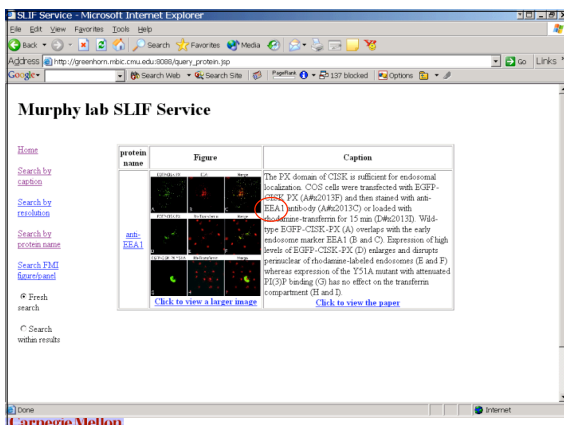 SLIF Service - Microsoft Internet Explorer
File Edit View Favorites Tools Help
Back Search Favorites Media
Address http://greenhorn.mbic.cmu.edu:8088/query_protein.jsp Go Links
Google Search Web Search Site PageRank 137 blocked Options
Murphy lab SLIF Service
Home
Search by
caption
Search by
resolution
Search by
protein name
Search FMI
figure/panel
Fresh
search
Search
within results
protein
name
Figure
Caption
anti-
EEA1
Merge
Merge
Click to view a larger image
The PX domain of CISK is sufficient for endosomal
localization. COS cells were transfected with EGFP-
CISK-PX (A&#x2013F) and then stained with anti-
EEA1 antibody (A#x2013C) or loaded with
rhodamine-transferrin for 15 min (D#x2013I). Wild-
type EGFP-CISK-PX (A) overlaps with the early
endosome marker EEA1 (B and C). Expression of high
levels of EGFP-CISK-PX (D) enlarges and disrupts
perinuclear of rhodamine-labeled endosomes (E and F)
whereas expression of the Y51A mutant with attenuated
PI(3)P binding (G) has no effect on the transferrin
compartment (H and I).
Click to view the paper
Done
Internet
Carnegie Mellon